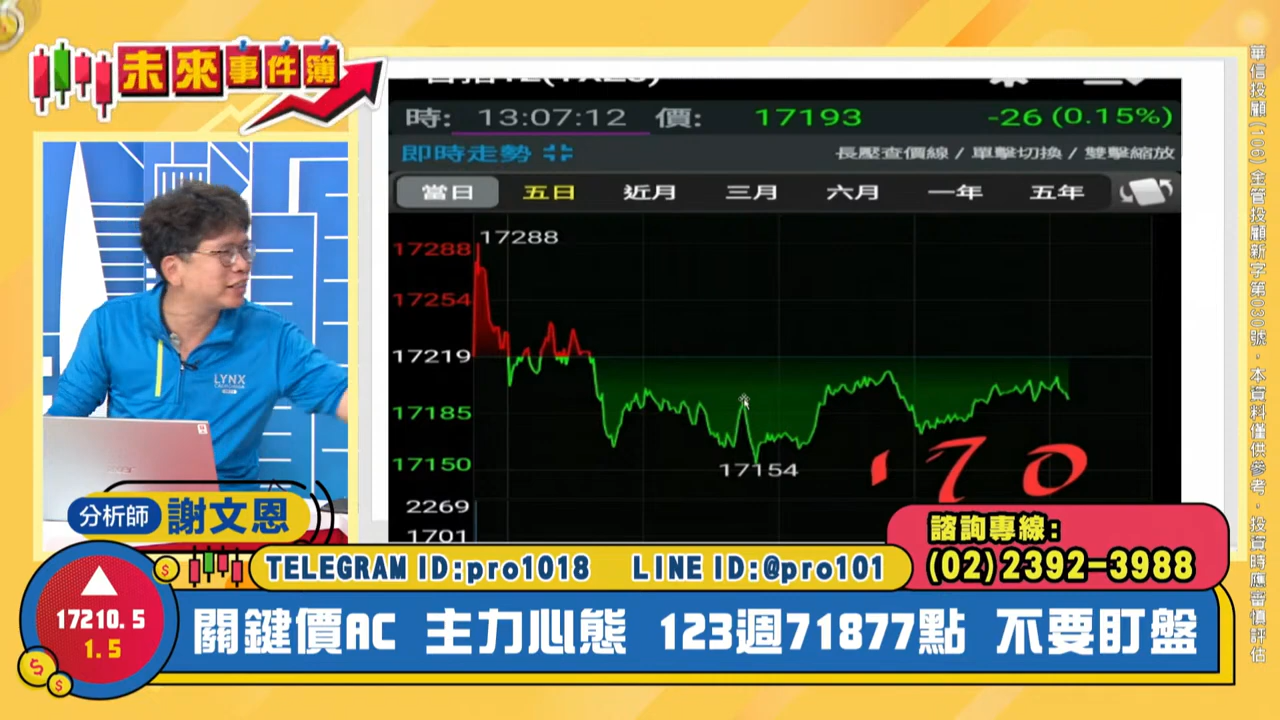 未來事件簿
時: 13:07:12 價: 17193 -26 (0.15%)
即時走勢
長壓查價線 / 單擊切換 / 雙擊縮放
當日 五日 近月 三月 六月 一年 五年
17288
17288
17254
17219
17185
17150
17154
2269
1701
170
LYNX
分析師 謝文恩
諮詢專線:
(02)2392-3988
TELEGRAM ID:pro1018 LINE ID:@pro101
17210.5
1.5
關鍵價AC 主力心態 123週71877點 不要盯盤
華信投顧(106)金管投顧新字第030號，本資料僅供參考，投資時應審慎評估